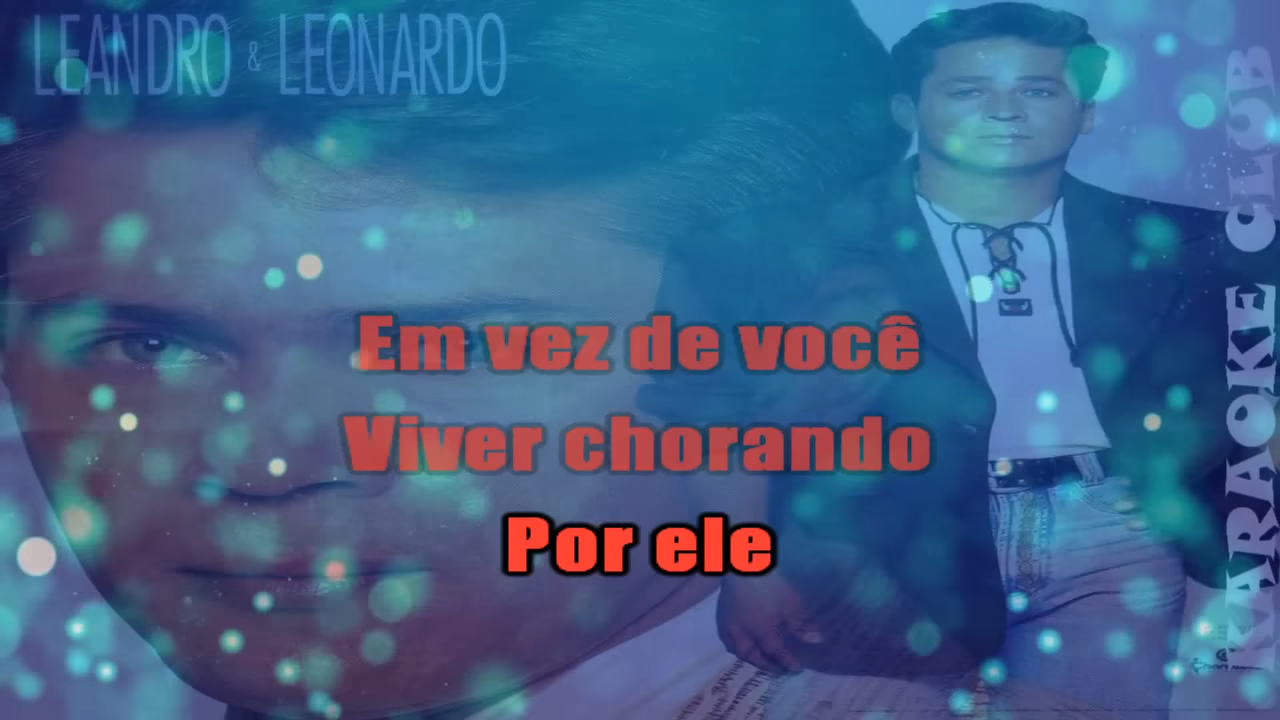 LEANDRO & LEONARDO
KARAOKE CLUB
Em vez de você
Viver chorando
Por ele